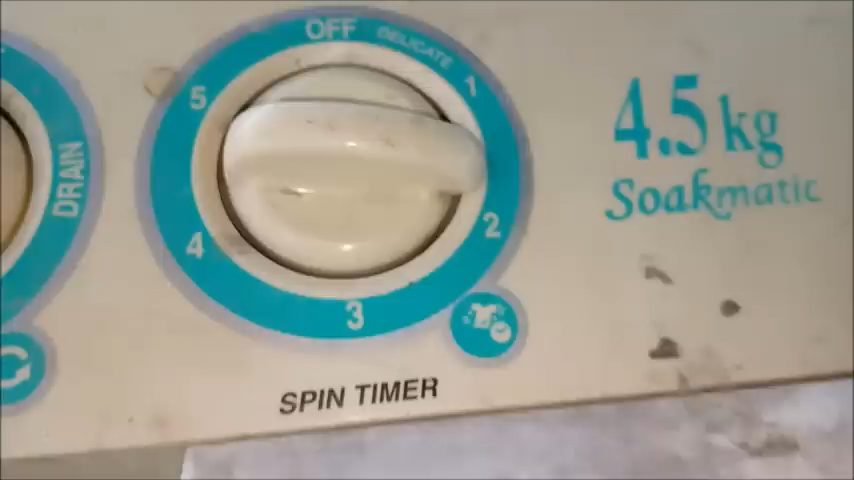 OFF
DELICATE
1
2
3
4
5
SPIN TIMER
DRAIN
4.5 kg
Soakmatic